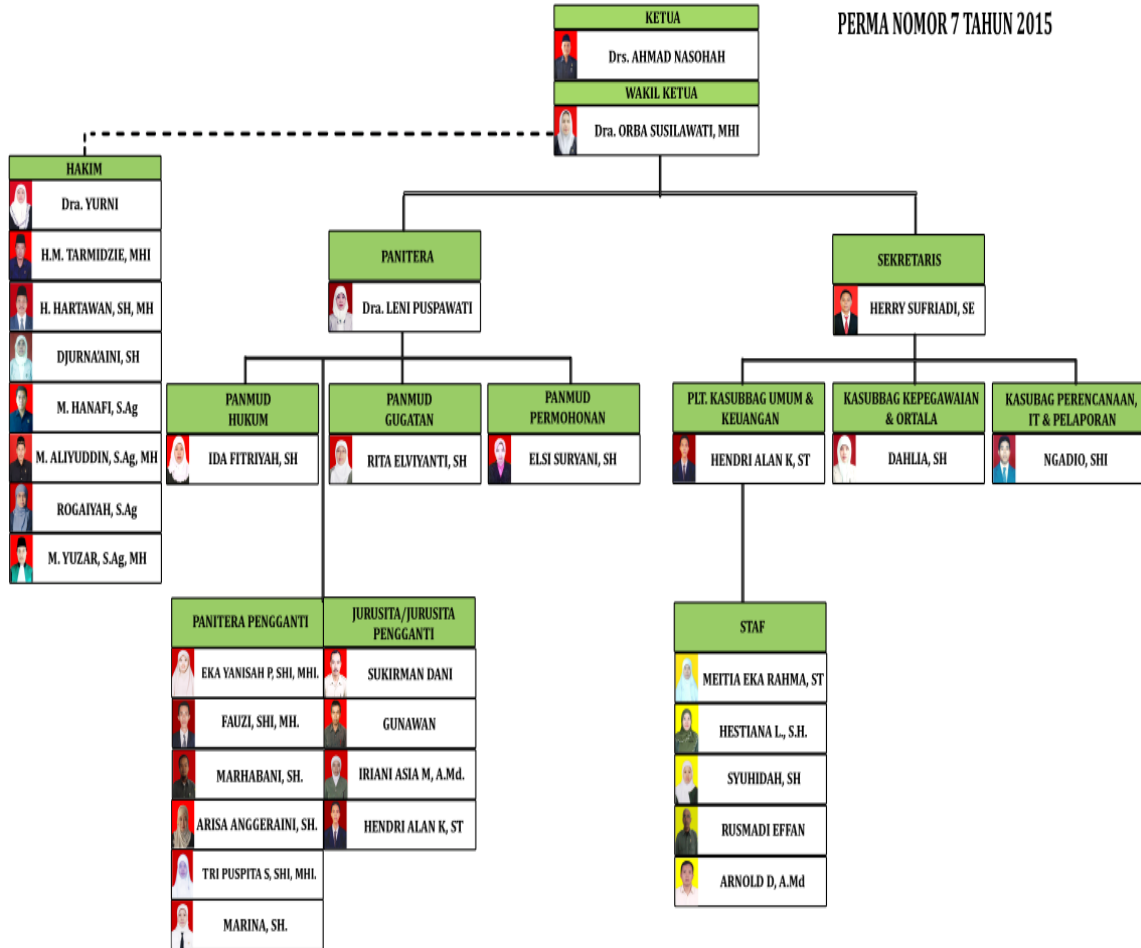 PERMA NOMOR 7 TAHUN 2015
KETUA
Drs. AHMAD NASOHAH
WAKIL KETUA
Dra. ORBA SUSILAWATI, MHI
HAKIM
Dra. YURNI
H.M. TARMIDZIE, MHI
H. HARTAWAN, SH, MH
DJURNA'AINI, SH
M. HANAFI, S.Ag
M. ALIYUDDIN, S.Ag, MH
ROGAIYAH, S.Ag
M. YUZAR, S.Ag, MH
PANITERA
Dra. LENI PUSPAWATI
SEKRETARIS
HERRY SUFRIADI, SE
PANMUD
HUKUM
IDA FITRIYAH, SH
PANMUD
GUGATAN
RITA ELVIYANTI, SH
PANMUD
PERMOHONAN
ELSI SURYANI, SH
PLT. KASUBBAG UMUM &
KEUANGAN
HENDRI ALAN K, ST
KASUBBAG KEPEGAWAIAN
& ORTALA
DAHLIA, SH
KASUBAG PERENCANAAN,
IT & PELAPORAN
NGADIO, SHI
PANITERA PENGGANTI
EKA YANISAH P, SHI, MHI.
FAUZI, SHI, MH.
MARHABANI, SH.
ARISA ANGGERAINI, SH.
TRI PUSPITA S, SHI, MHI.
MARINA, SH.
JURUSITA/JURUSITA
PENGGANTI
SUKIRMAN DANI
GUNAWAN
IRIANI ASIA M, A.Md.
HENDRI ALAN K, ST
STAF
MEITIA EKA RAHMA, ST
HESTIANA L., S.H.
SYUHIDAH, SH
RUSMADI EFFAN
ARNOLD D, A.Md